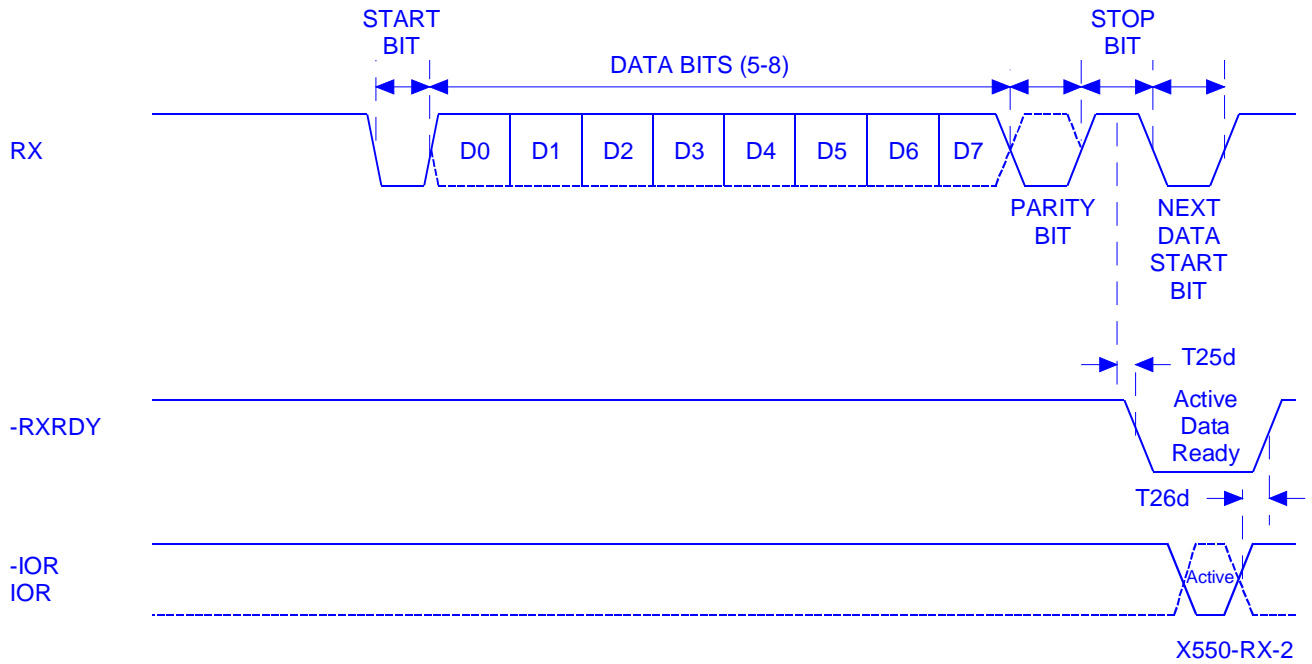 START
BIT
STOP
BIT
DATA BITS (5-8)
RX
D0 D1 D2 D3 D4 D5 D6 D7
PARITY
BIT
NEXT
DATA
START
BIT
T25d
-RXRDY
Active
Data
Ready
T26d
-IOR
IOR
Active
X550-RX-2